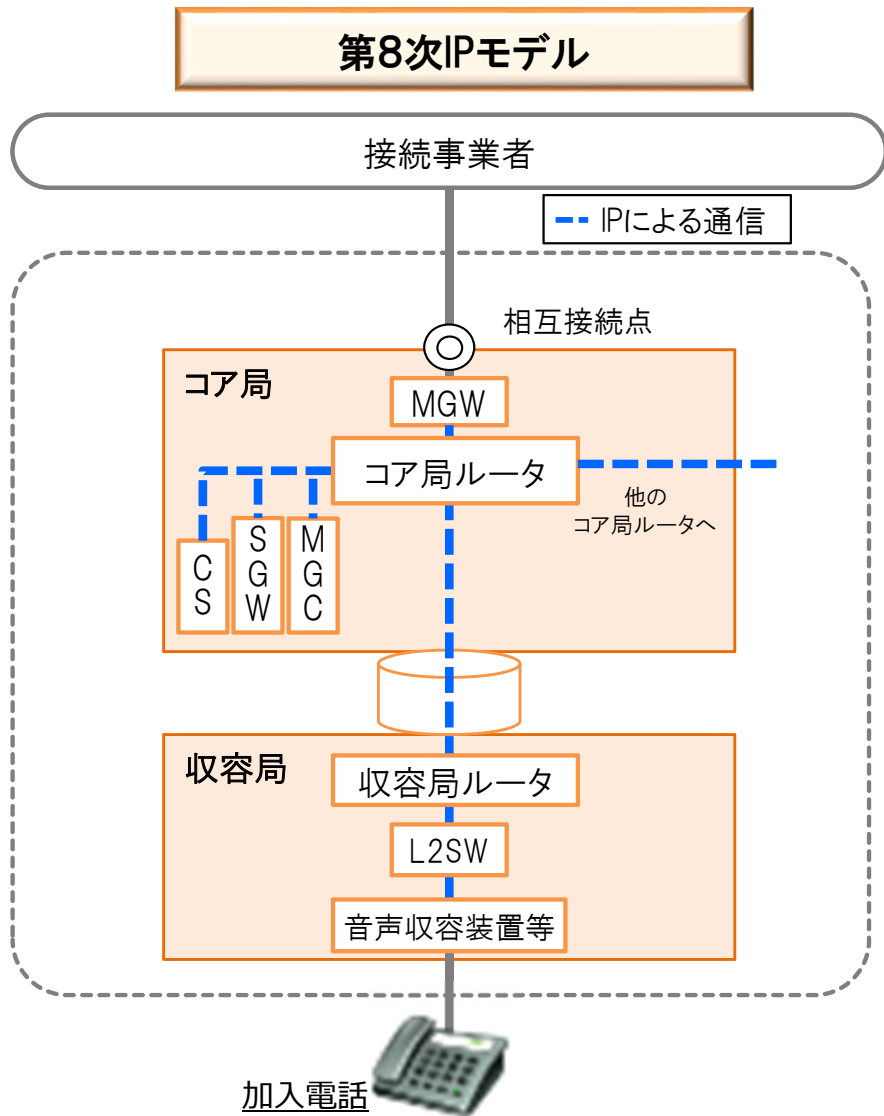 第8次IPモデル
接続事業者
IPによる通信
相互接続点
コア局
MGW
コア局ルータ
他の
コア局ルータへ
CS
SGW
MGC
収容局
収容局ルータ
L2SW
音声収容装置等
加入電話